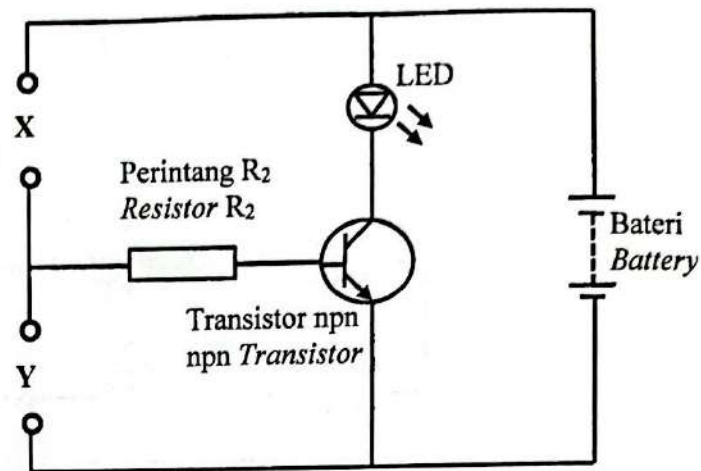 LED
X
Perintang R₂
Resistor R₂
Bateri
Battery
Transistor npn
npn Transistor
Y